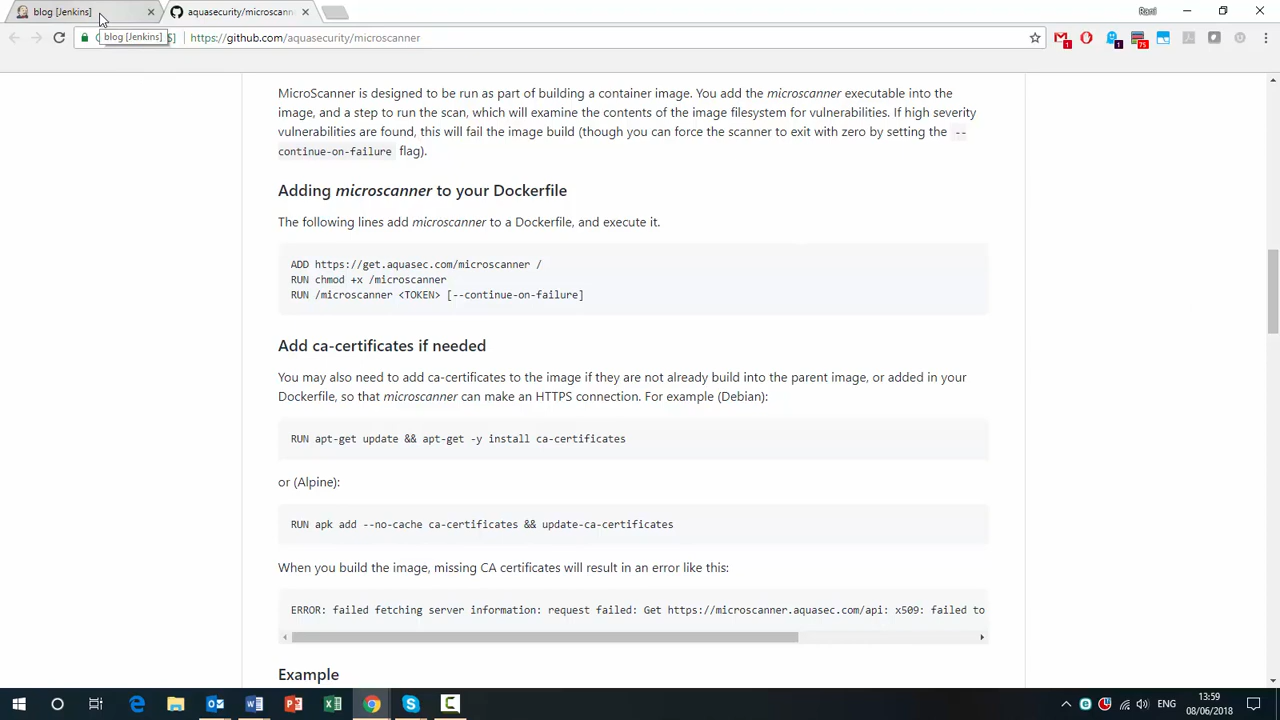 blog [Jenkins]
aquasecurity/microscann
Rani
blog [Jenkins]
https://github.com/aquasecurity/microscanner
1
1
75
MicroScanner is designed to be run as part of building a container image. You add the microscanner executable into the
image, and a step to run the scan, which will examine the contents of the image filesystem for vulnerabilities. If high severity
vulnerabilities are found, this will fail the image build (though you can force the scanner to exit with zero by setting the --
continue-on-failure flag).
Adding microscanner to your Dockerfile
The following lines add microscanner to a Dockerfile, and execute it.
ADD https://get.aquasec.com/microscanner /
RUN chmod +x /microscanner
RUN /microscanner <TOKEN> [--continue-on-failure]
Add ca-certificates if needed
You may also need to add ca-certificates to the image if they are not already build into the parent image, or added in your
Dockerfile, so that microscanner can make an HTTPS connection. For example (Debian):
RUN apt-get update && apt-get -y install ca-certificates
or (Alpine):
RUN apk add --no-cache ca-certificates && update-ca-certificates
When you build the image, missing CA certificates will result in an error like this:
ERROR: failed fetching server information: request failed: Get https://microscanner.aquasec.com/api: x509: failed to
Example
ENG
13:59
08/06/2018